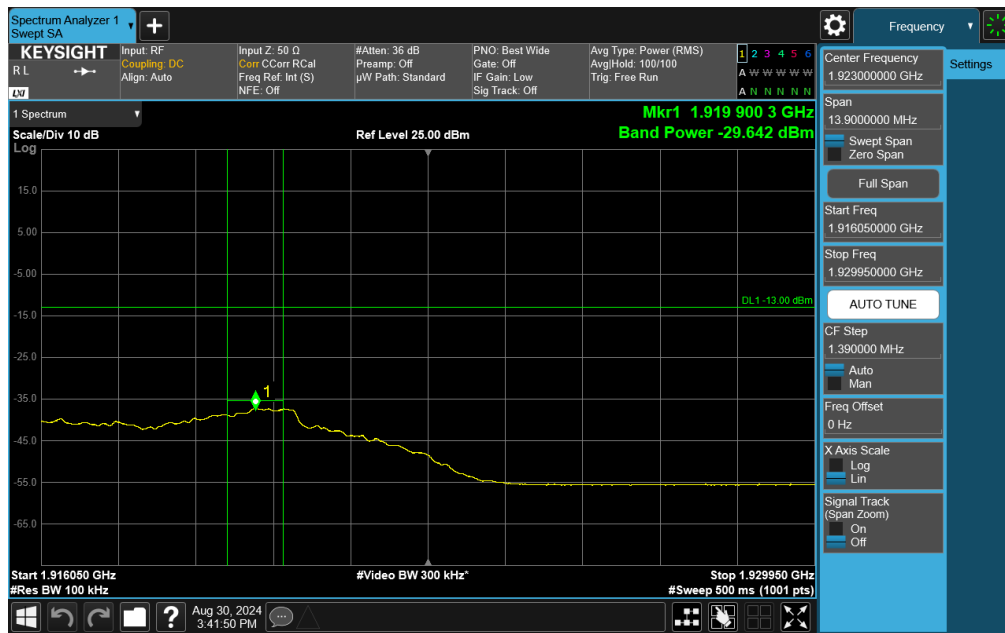 Spectrum Analyzer 1
Swept SA
Frequency
KEYSIGHT
R L
LXI
Input: RF
Coupling: DC
Align: Auto
Input Z: 50 Ω
Corr CCorr RCal
Freq Ref: Int (S)
NFE: Off
#Atten: 36 dB
Preamp: Off
µW Path: Standard
PNO: Best Wide
Gate: Off
IF Gain: Low
Sig Track: Off
Avg Type: Power (RMS)
Avg|Hold: 100/100
Trig: Free Run
1 2 3 4 5 6
A W W W W W
A N N N N N
1 Spectrum
Scale/Div 10 dB
Ref Level 25.00 dBm
Mkr1 1.919 900 3 GHz
Band Power -29.642 dBm
Log
15.0
5.00
-5.00
-15.0
-25.0
-35.0
-45.0
-55.0
-65.0
DL1 -13.00 dBm
1
Start 1.916050 GHz
#Res BW 100 kHz
#Video BW 300 kHz*
Stop 1.929950 GHz
#Sweep 500 ms (1001 pts)
Center Frequency
1.923000000 GHz
Span
13.9000000 MHz
Swept Span
Zero Span
Full Span
Start Freq
1.916050000 GHz
Stop Freq
1.929950000 GHz
AUTO TUNE
CF Step
1.390000 MHz
Auto
Man
Freq Offset
0 Hz
X Axis Scale
Log
Lin
Signal Track
(Span Zoom)
On
Off
Settings
?
Aug 30, 2024
3:41:50 PM